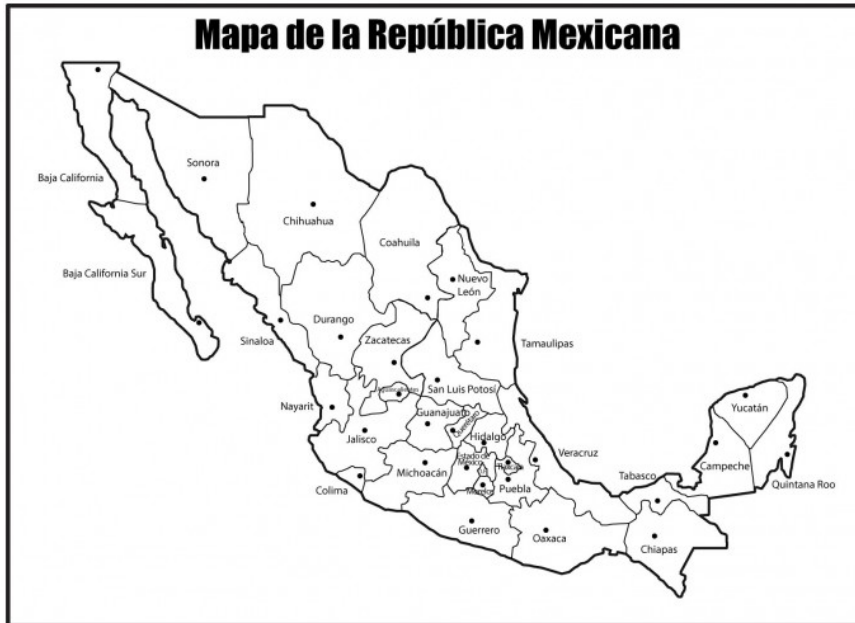 Mapa de la República Mexicana
Sonora
Baja California
Chihuahua
Coahuila
Baja California Sur
Nuevo
León
Durango
Sinaloa
Zacatecas
Tamaulipas
San Luis Potosí
Aguascalientes
Nayarit
Yucatán
Guanajuato
Querétaro
Jalisco
Hidalgo
Veracruz
Estado de
México
Tlaxcala
Michoacán
D.F.
Campeche
Tabasco
Quintana Roo
Colima
Morelos
Puebla
Guerrero
Oaxaca
Chiapas